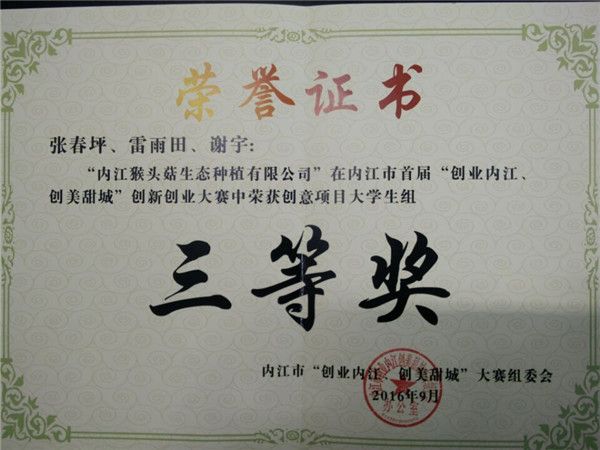 荣誉证书
张春坪、雷雨田、谢宇:
“内江猴头菇生态种植有限公司”在内江市首届“创业内江、
创美甜城”创新创业大赛中荣获创意项目大学生组
三等奖
内江市“创业内江 创美甜城”大赛组委会
2016年9月
办公室